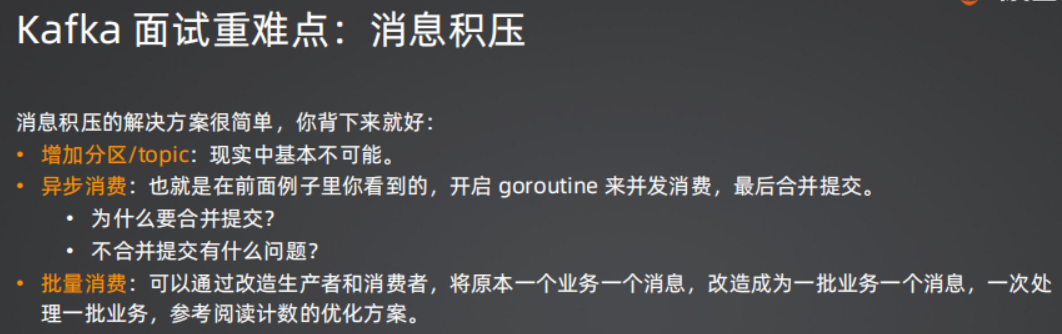 Kafka 面试重难点：消息积压
消息积压的解决方案很简单，你背下来就好：
• 增加分区/topic：现实中基本不可能。
• 异步消费：也就是在前面例子里你看到的，开启 goroutine 来并发消费，最后合并提交。
• 为什么要合并提交？
• 不合并提交有什么问题？
• 批量消费：可以通过改造生产者和消费者，将原本一个业务一个消息，改造成为一批业务一个消息，一次处
理一批业务，参考阅读计数的优化方案。